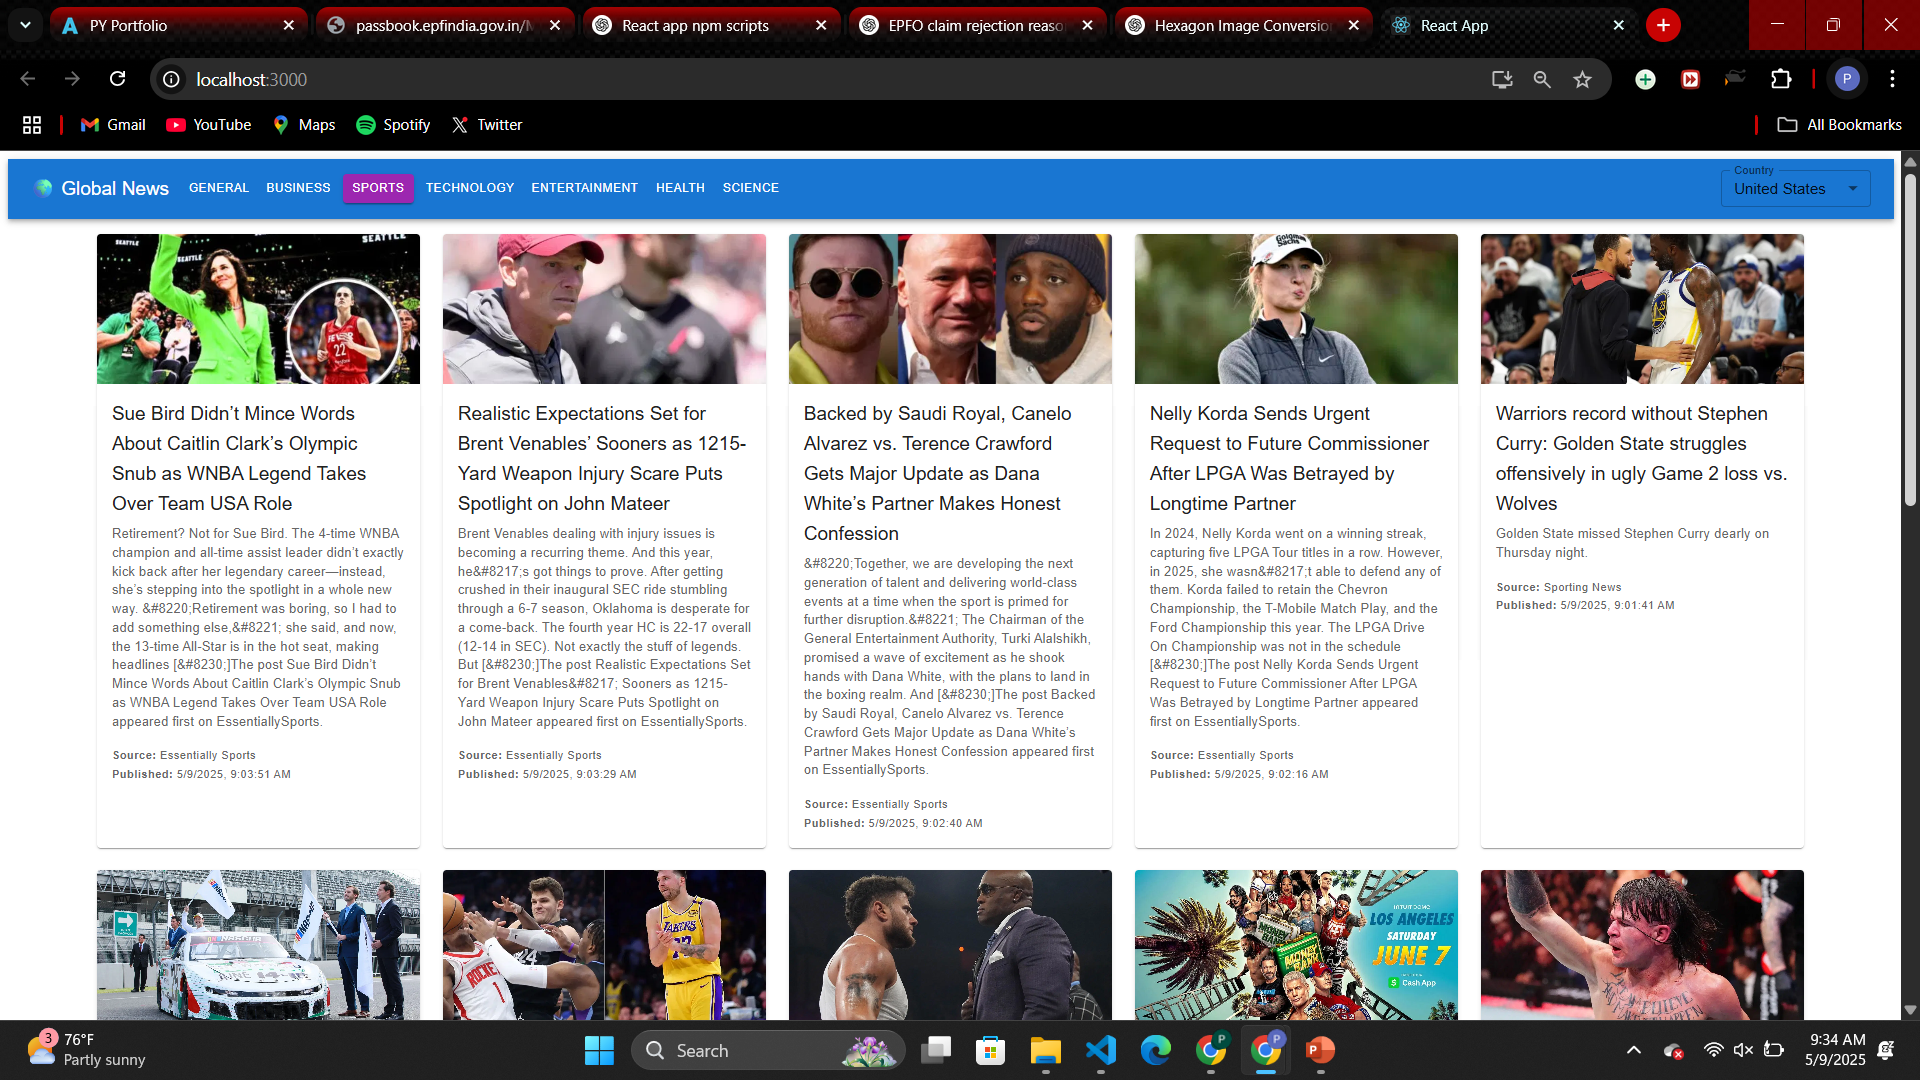 PY Portfolio
passbook.epfindia.gov.in/M
React app npm scripts
EPFO claim rejection reaso
Hexagon Image Conversio
React App
localhost:3000
P
Gmail
YouTube
Maps
Spotify
Twitter
All Bookmarks
Global News
GENERAL
BUSINESS
SPORTS
TECHNOLOGY
ENTERTAINMENT
HEALTH
SCIENCE
Country
United States
SEATTLE
SEATTLE
FEVER
22
Sue Bird Didn’t Mince Words
About Caitlin Clark’s Olympic
Snub as WNBA Legend Takes
Over Team USA Role
Retirement? Not for Sue Bird. The 4-time WNBA
champion and all-time assist leader didn’t exactly
kick back after her legendary career—instead,
she’s stepping into the spotlight in a whole new
way. &#8220;Retirement was boring, so I had to
add something else,&#8221; she said, and now,
the 13-time All-Star is in the hot seat, making
headlines [&#8230;]The post Sue Bird Didn’t
Mince Words About Caitlin Clark’s Olympic Snub
as WNBA Legend Takes Over Team USA Role
appeared first on EssentiallySports.
Source: Essentially Sports
Published: 5/9/2025, 9:03:51 AM
Realistic Expectations Set for
Brent Venables’ Sooners as 1215-
Yard Weapon Injury Scare Puts
Spotlight on John Mateer
Brent Venables dealing with injury issues is
becoming a recurring theme. And this year,
he&#8217;s got things to prove. After getting
crushed in their inaugural SEC ride stumbling
through a 6-7 season, Oklahoma is desperate for
a come-back. The fourth year HC is 22-17 overall
(12-14 in SEC). Not exactly the stuff of legends.
But [&#8230;]The post Realistic Expectations Set
for Brent Venables&#8217; Sooners as 1215-
Yard Weapon Injury Scare Puts Spotlight on
John Mateer appeared first on EssentiallySports.
Source: Essentially Sports
Published: 5/9/2025, 9:03:29 AM
Backed by Saudi Royal, Canelo
Alvarez vs. Terence Crawford
Gets Major Update as Dana
White’s Partner Makes Honest
Confession
&#8220;Together, we are developing the next
generation of talent and delivering world-class
events at a time when the sport is primed for
further disruption.&#8221; The Chairman of the
General Entertainment Authority, Turki Alalshikh,
promised a wave of excitement as he shook
hands with Dana White, with the plans to land in
the boxing realm. And [&#8230;]The post Backed
by Saudi Royal, Canelo Alvarez vs. Terence
Crawford Gets Major Update as Dana White’s
Partner Makes Honest Confession appeared first
on EssentiallySports.
Source: Essentially Sports
Published: 5/9/2025, 9:02:40 AM
Goldman
Sachs
Nelly Korda Sends Urgent
Request to Future Commissioner
After LPGA Was Betrayed by
Longtime Partner
In 2024, Nelly Korda went on a winning streak,
capturing five LPGA Tour titles in a row. However,
in 2025, she wasn&#8217;t able to defend any of
them. Korda failed to retain the Chevron
Championship, the T-Mobile Match Play, and the
Ford Championship this year. The LPGA Drive
On Championship was not in the schedule
[&#8230;]The post Nelly Korda Sends Urgent
Request to Future Commissioner After LPGA
Was Betrayed by Longtime Partner appeared
first on EssentiallySports.
Source: Essentially Sports
Published: 5/9/2025, 9:02:16 AM
Warriors record without Stephen
Curry: Golden State struggles
offensively in ugly Game 2 loss vs.
Wolves
Golden State missed Stephen Curry dearly on
Thursday night.
Source: Sporting News
Published: 5/9/2025, 9:01:41 AM
NASCAR
ROCKETS
1
24
LAKERS
77
INTUIT DOME
LOS ANGELES
SATURDAY
JUNE 7
Cash App
3
76°F
Partly sunny
Search
9:34 AM
5/9/2025